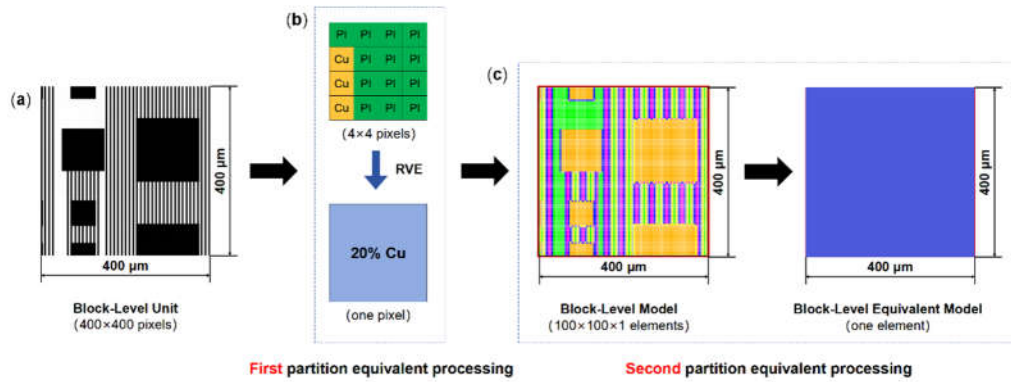 (a)
400 μm
400 μm
Block-Level Unit
(400×400 pixels)
(b)
PI PI PI PI
Cu PI PI PI
Cu PI PI PI
Cu PI PI PI
(4×4 pixels)
RVE
20% Cu
(one pixel)
First partition equivalent processing
(c)
400 μm
400 μm
Block-Level Model
(100×100×1 elements)
400 μm
400 μm
Block-Level Equivalent Model
(one element)
Second partition equivalent processing